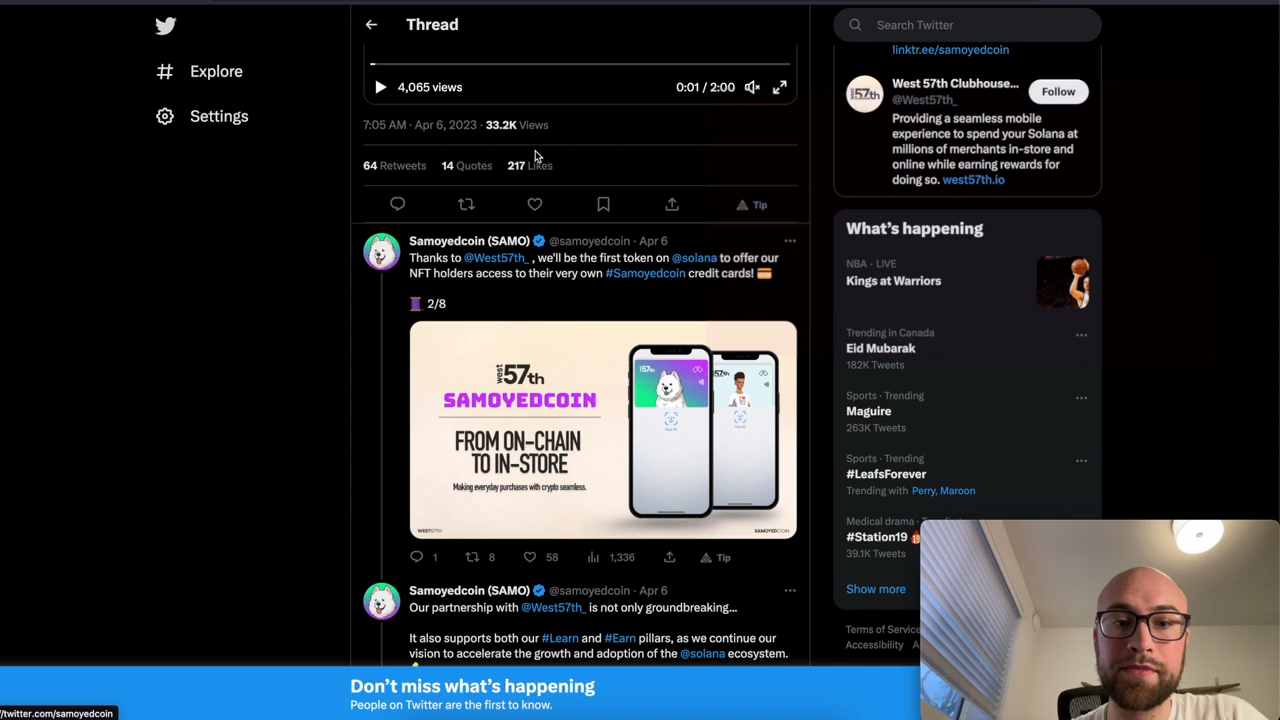 Explore
Settings
Thread
4,065 views
0:01 / 2:00
7:05 AM · Apr 6, 2023 · 33.2K Views
64 Retweets 14 Quotes 217 Likes
Tip
Samoyedcoin (SAMO) @samoyedcoin · Apr 6
Thanks to @West57th_ , we'll be the first token on @solana to offer our
NFT holders access to their very own #Samoyedcoin credit cards! 💳
🧵 2/8
west 57th
SAMOYEDCOIN
FROM ON-CHAIN
TO IN-STORE
Making everyday purchases with crypto seamless.
WEST57TH
SAMOYEDCOIN
57th
57th
Face ID
Face ID
1 8 58 1,336 Tip
Samoyedcoin (SAMO) @samoyedcoin · Apr 6
Our partnership with @West57th_ is not only groundbreaking...
It also supports both our #Learn and #Earn pillars, as we continue our
vision to accelerate the growth and adoption of the @solana ecosystem.
Search Twitter
linktr.ee/samoyedcoin
West 57th Clubhouse...
@West57th_
Follow
Providing a seamless mobile
experience to spend your Solana at
millions of merchants in-store and
online while earning rewards for
doing so. west57th.io
What's happening
NBA · LIVE
Kings at Warriors
Trending in Canada
Eid Mubarak
182K Tweets
Sports · Trending
Maguire
263K Tweets
Sports · Trending
#LeafsForever
Trending with Perry, Maroon
Medical drama · Trending
#Station19
39.1K Tweets
Show more
Terms of Service
Accessibility
Don't miss what's happening
People on Twitter are the first to know.
/twitter.com/samoyedcoin